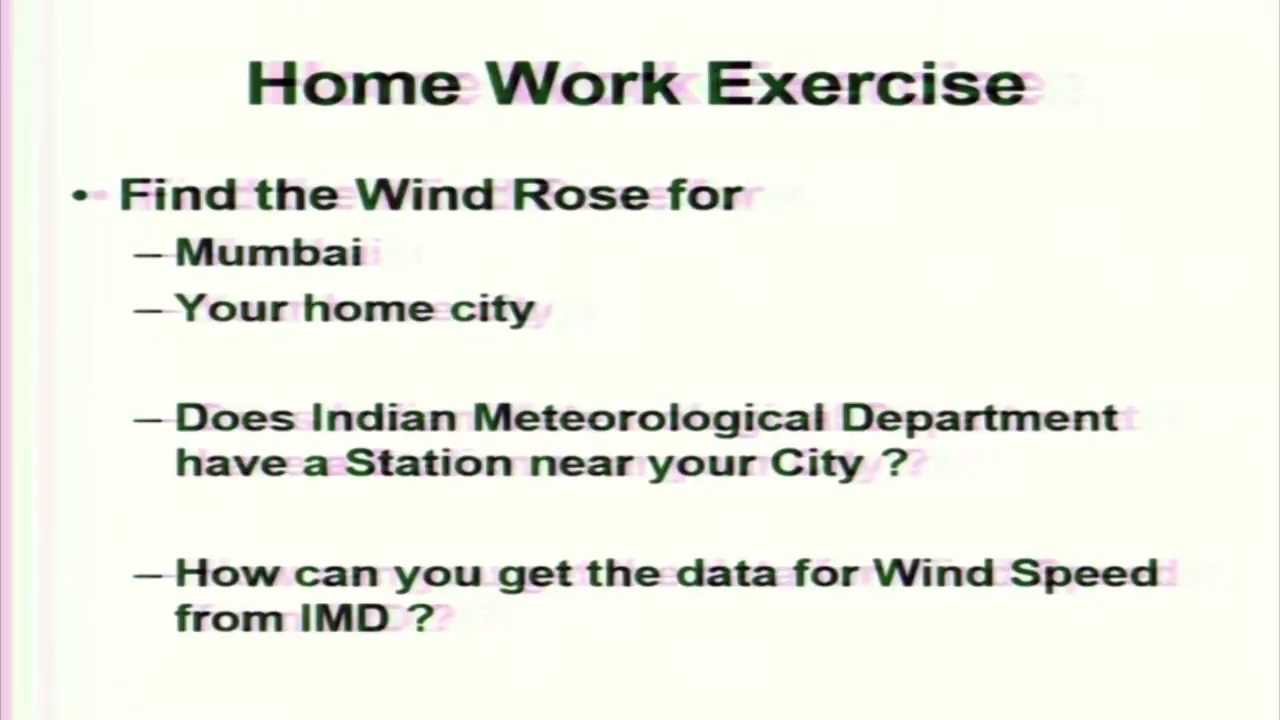 Home Work Exercise
• Find the Wind Rose for
– Mumbai
– Your home city
– Does Indian Meteorological Department
have a Station near your City ?
– How can you get the data for Wind Speed
from IMD ?